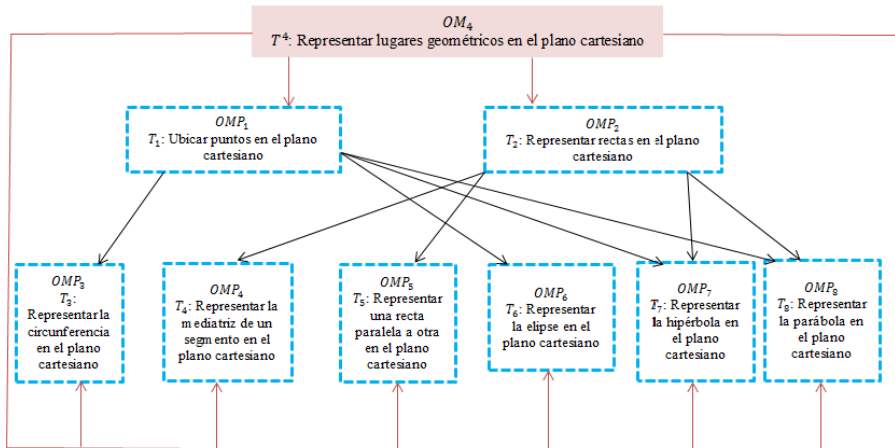 OM₄
T⁴: Representar lugares geométricos en el plano cartesiano
OMP₁
T₁: Ubicar puntos en el plano
cartesiano
OMP₂
T₂: Representar rectas en el plano
cartesiano
OMP₃
T₃:
Representar la
circunferencia
en el plano
cartesiano
OMP₄
T₄: Representar la
mediatriz de un
segmento en el
plano cartesiano
OMP₅
T₅: Representar
una recta
paralela a otra
en el plano
cartesiano
OMP₆
T₆: Representar
la elipse en el
plano cartesiano
OMP₇
T₇: Representar
la hipérbola en
el plano
cartesiano
OMP₈
T₈: Representar
la parábola en
el plano
cartesiano